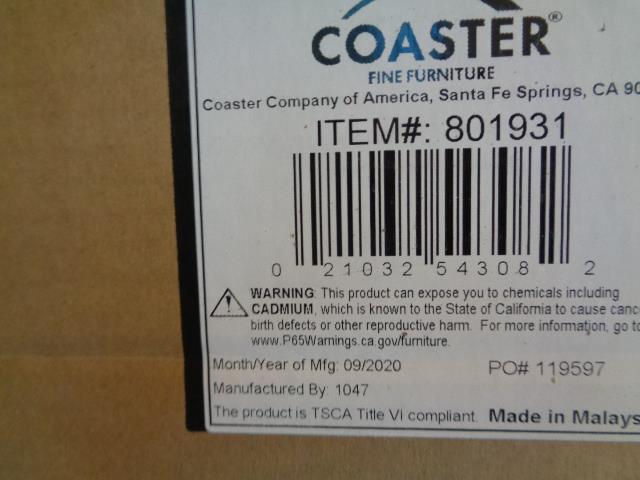 COASTER®
FINE FURNITURE
Coaster Company of America, Santa Fe Springs, CA 90
ITEM#: 801931
0 21032 54308 2
WARNING: This product can expose you to chemicals including
CADMIUM, which is known to the State of California to cause canc
birth defects or other reproductive harm. For more information, go to
www.P65Warnings.ca.gov/furniture.
Month/Year of Mfg: 09/2020 PO# 119597
Manufactured By: 1047
The product is TSCA Title VI compliant. Made in Malays